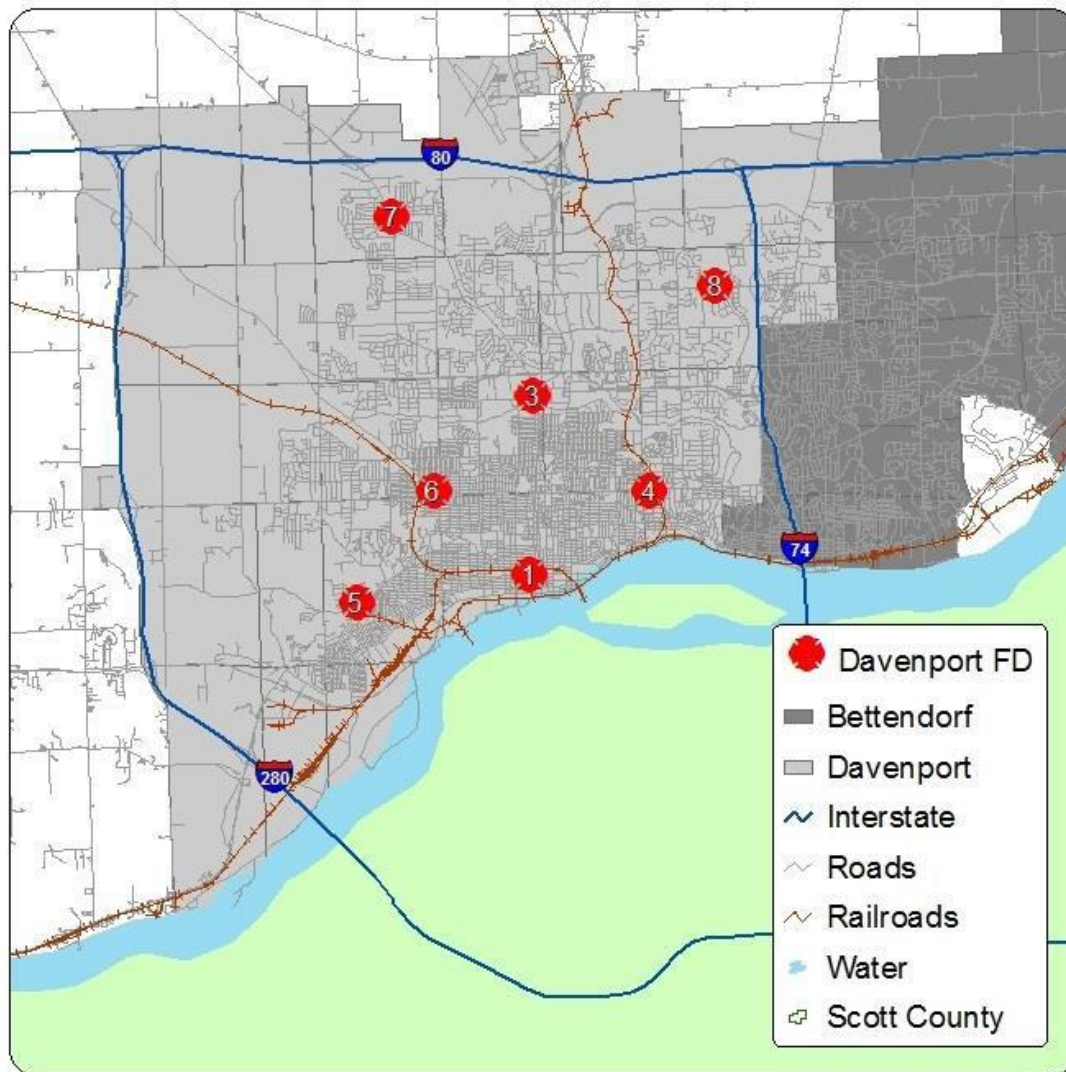 80
7
8
3
6
4
74
1
5
280
Davenport FD
Bettendorf
Davenport
Interstate
Roads
Railroads
Water
Scott County